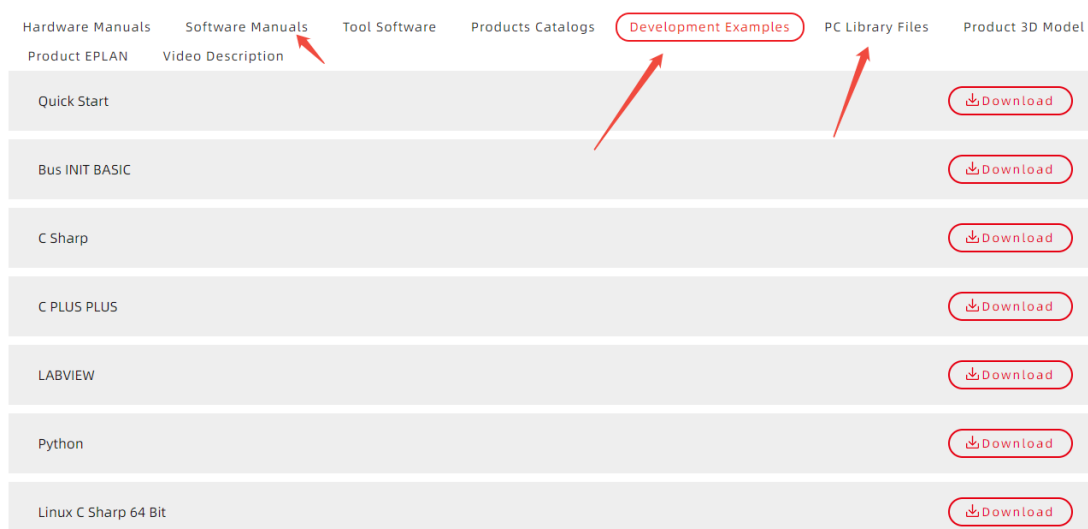 Hardware Manuals Software Manuals Tool Software Products Catalogs Development Examples PC Library Files Product 3D Model
Product EPLAN Video Description
Quick Start Download
Bus INIT BASIC Download
C Sharp Download
C PLUS PLUS Download
LABVIEW Download
Python Download
Linux C Sharp 64 Bit Download